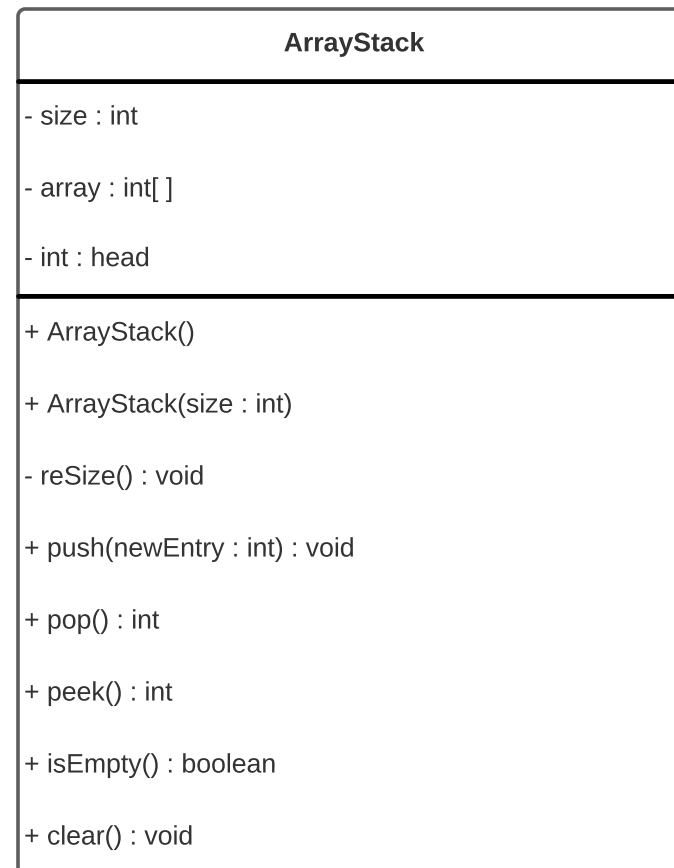 ArrayStack
- size : int
- array : int[ ]
- int : head
+ ArrayStack()
+ ArrayStack(size : int)
- reSize() : void
+ push(newEntry : int) : void
+ pop() : int
+ peek() : int
+ isEmpty() : boolean
+ clear() : void